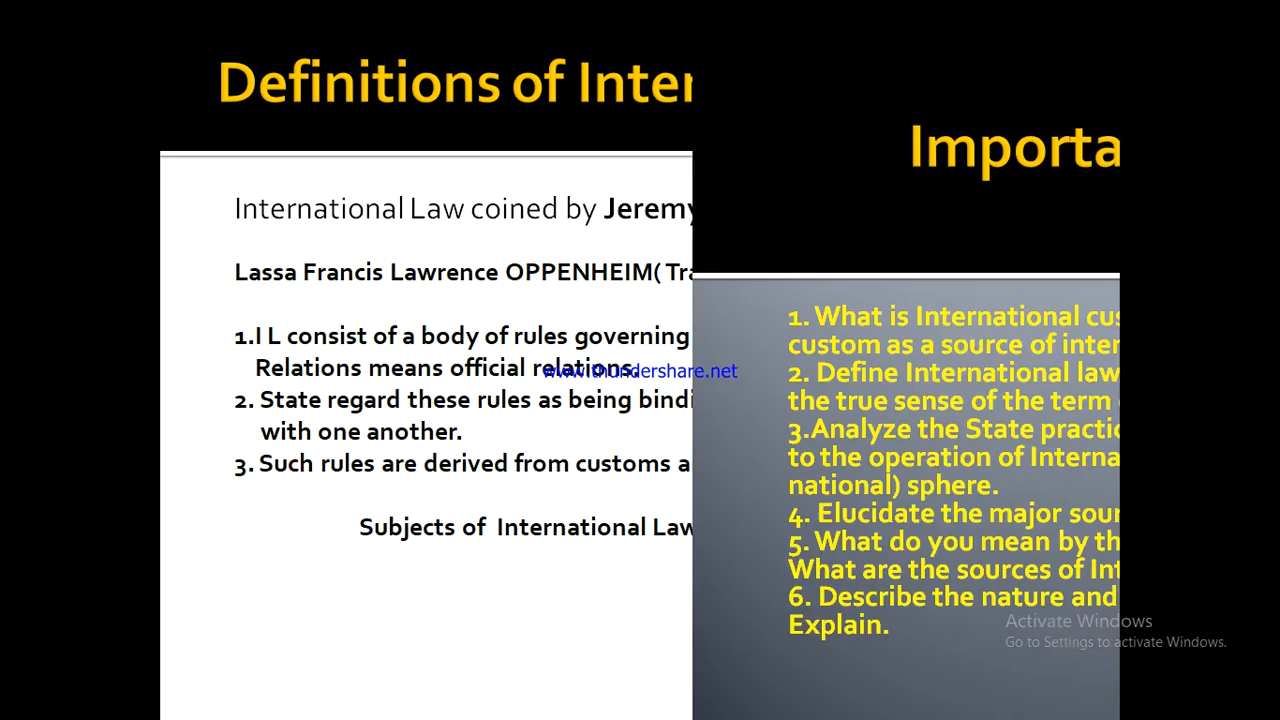 Definitions of Inter
International Law coined by Jeremy
Lassa Francis Lawrence OPPENHEIM( Tra
1.I L consist of a body of rules governing
Relations means official relations.
2. State regard these rules as being bindi
with one another.
3. Such rules are derived from customs a
Subjects of International Law
www.thundershare.net
Importa
1. What is International cus
custom as a source of inter
2. Define International law
the true sense of the term
3.Analyze the State practic
to the operation of Interna
national) sphere.
4. Elucidate the major sour
5. What do you mean by th
What are the sources of Int
6. Describe the nature and
Explain.
Activate Windows
Go to Settings to activate Windows.